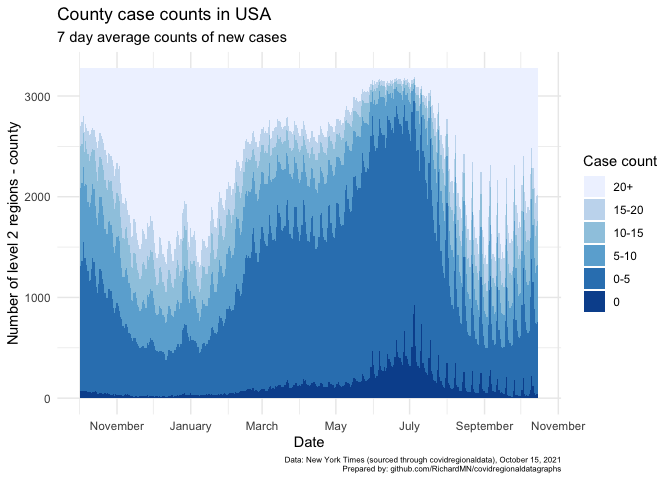 County case counts in USA
7 day average counts of new cases
Number of level 2 regions - county
3000
2000
1000
0
November
January
March
May
July
September
November
Date
Case count
20+
15-20
10-15
5-10
0-5
0
Data: New York Times (sourced through covidregionaldata), October 15, 2021
Prepared by: github.com/RichardMN/covidregionaldatagraphs